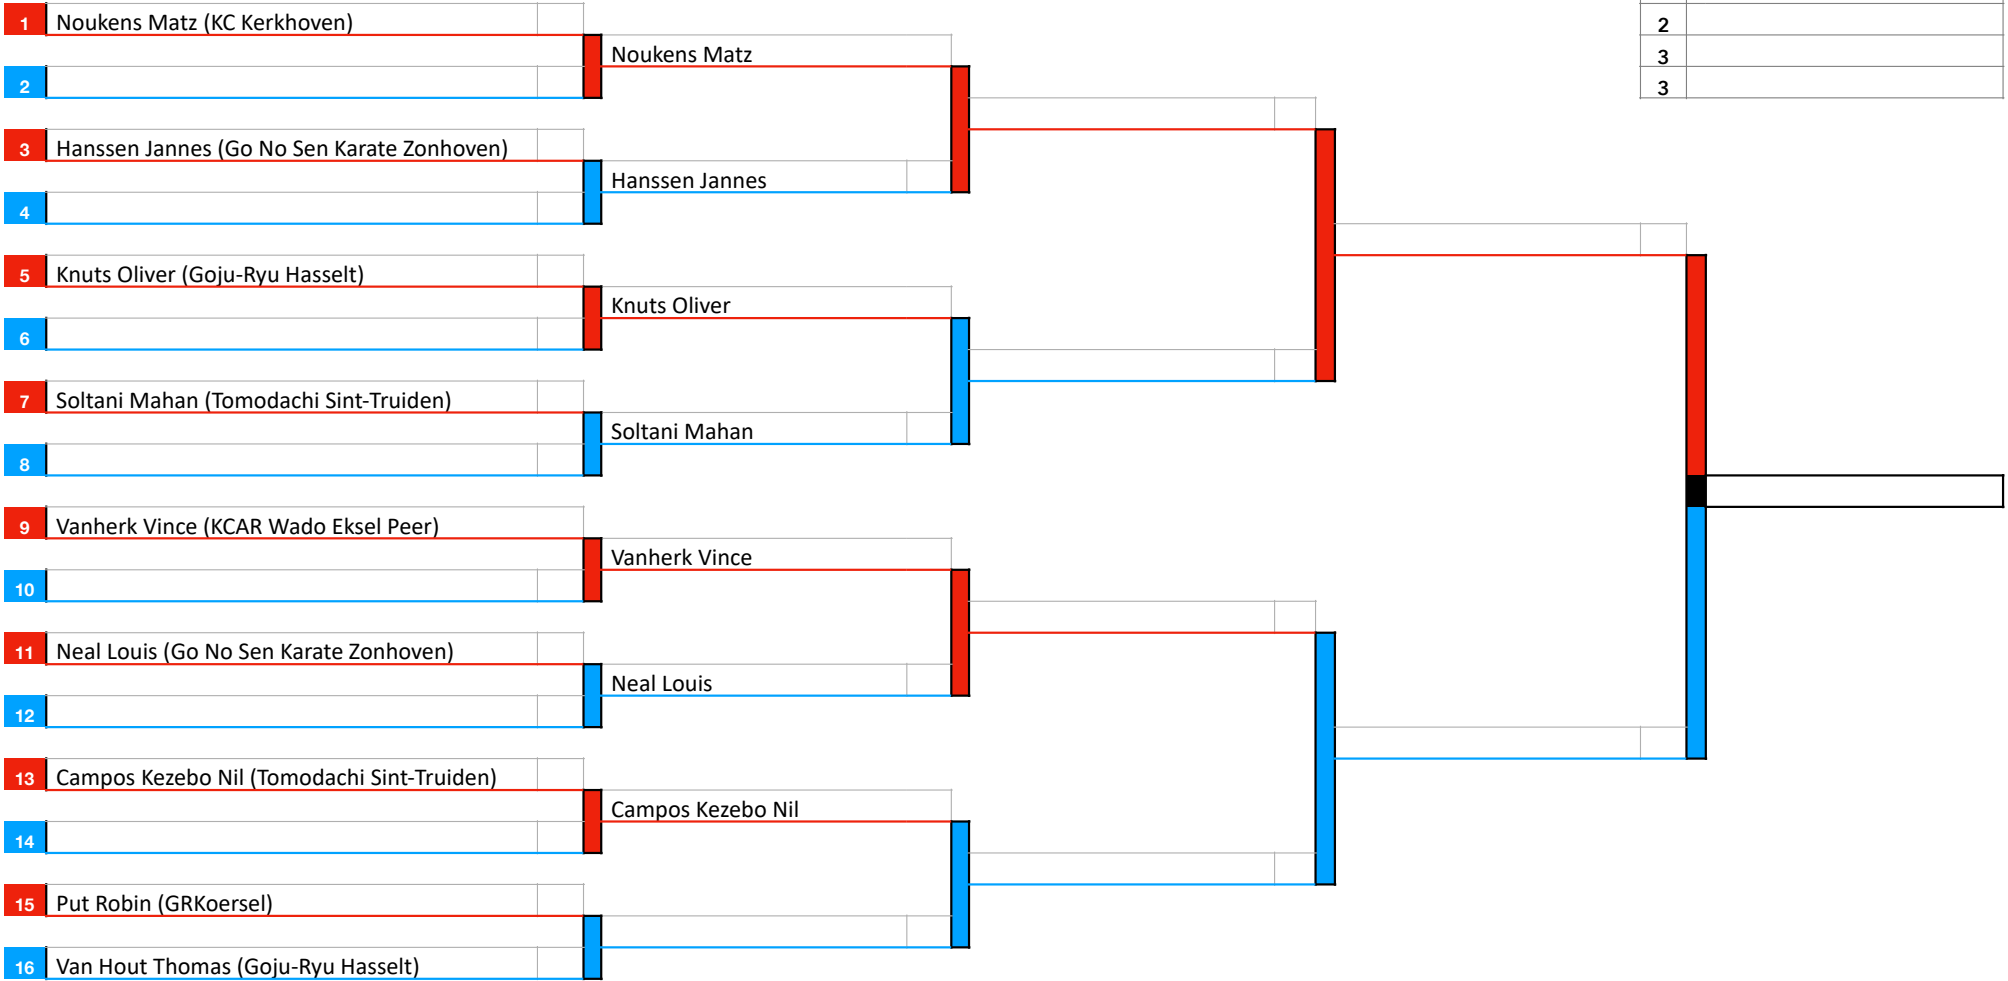 1 Noukens Matz (KC Kerkhoven)
2
3 Hanssen Jannes (Go No Sen Karate Zonhoven)
4
5 Knuts Oliver (Goju-Ryu Hasselt)
6
7 Soltani Mahan (Tomodachi Sint-Truiden)
8
9 Vanherk Vince (KCAR Wado Eksel Peer)
10
11 Neal Louis (Go No Sen Karate Zonhoven)
12
13 Campos Kezebo Nil (Tomodachi Sint-Truiden)
14
15 Put Robin (GRKoersel)
16 Van Hout Thomas (Goju-Ryu Hasselt)
Noukens Matz
Hanssen Jannes
Knuts Oliver
Soltani Mahan
Vanherk Vince
Neal Louis
Campos Kezebo Nil
2
3
3